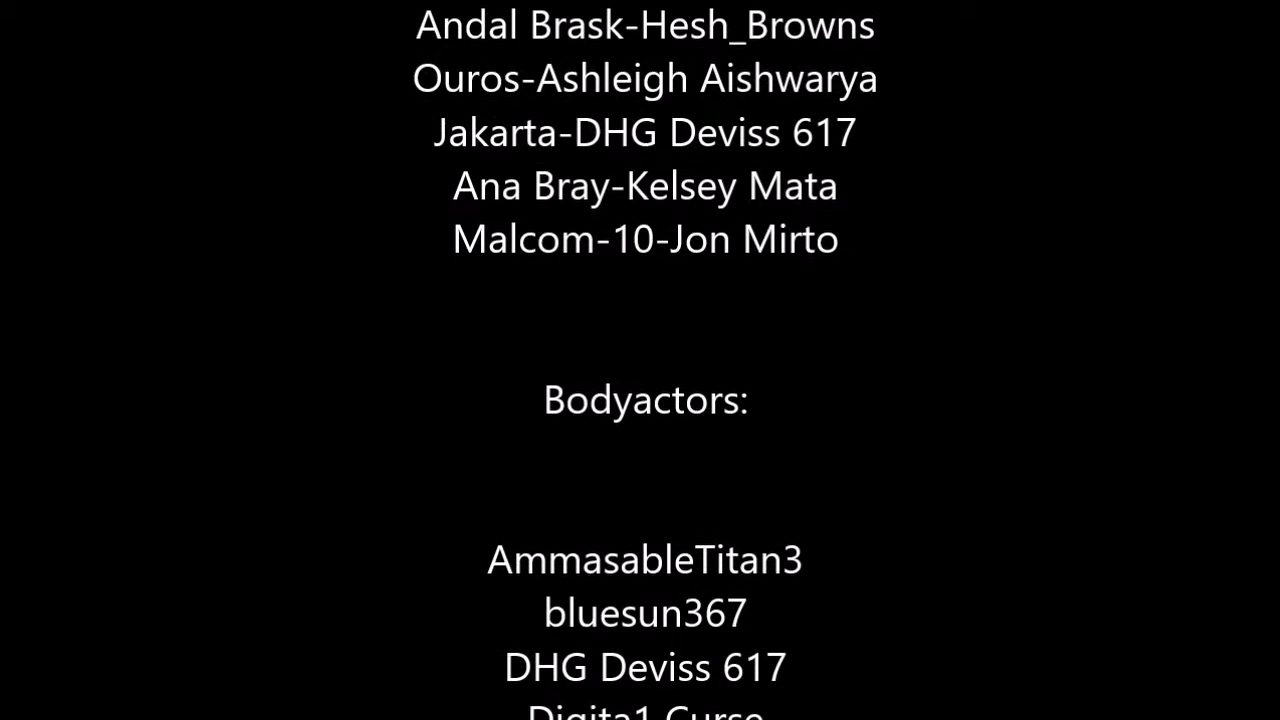 Andal Brask-Hesh_Browns
Ouros-Ashleigh Aishwarya
Jakarta-DHG Deviss 617
Ana Bray-Kelsey Mata
Malcom-10-Jon Mirto
Bodyactors:
AmmasableTitan3
bluesun367
DHG Deviss 617
Digita1 Curse